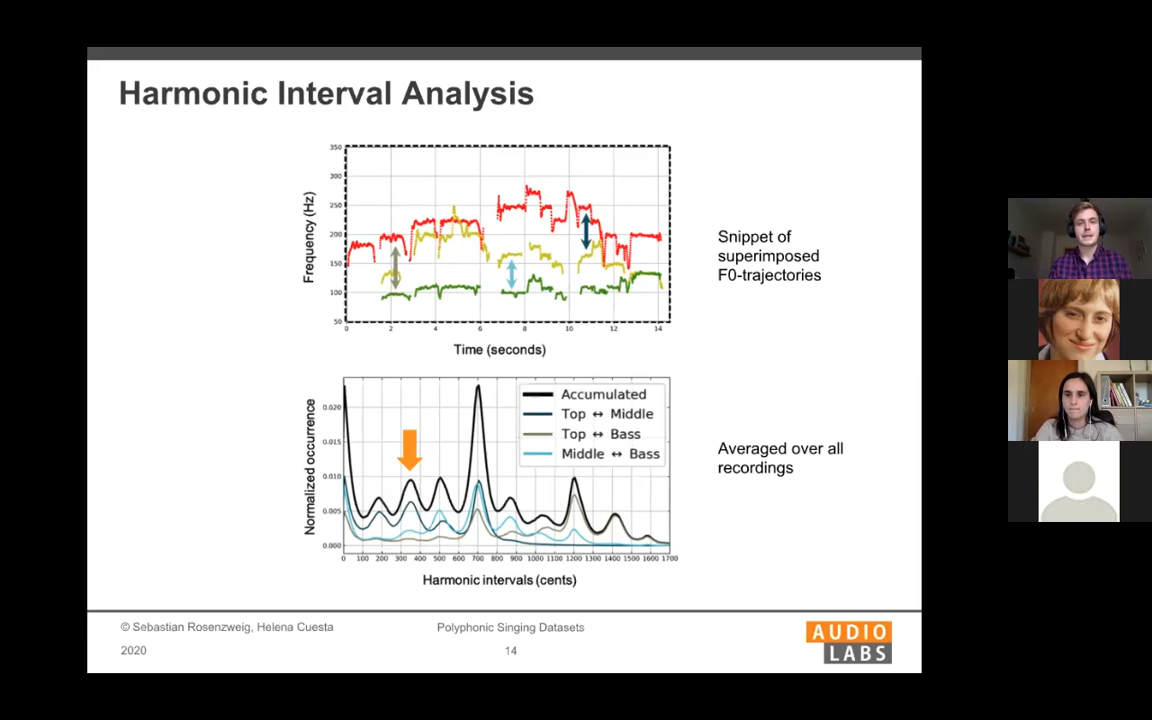 Harmonic Interval Analysis
350
300
250
200
150
100
50
Frequency (Hz)
0 2 4 6 8 10 12 14
Time (seconds)
Snippet of
superimposed
F0-trajectories
0.020
0.015
0.010
0.005
0.000
Normalized occurrence
Accumulated
Top ↔ Middle
Top ↔ Bass
Middle ↔ Bass
0 100 200 300 400 500 600 700 800 900 1000 1100 1200 1300 1400 1500 1600 1700
Harmonic intervals (cents)
Averaged over all
recordings
© Sebastian Rosenzweig, Helena Cuesta
Polyphonic Singing Datasets
2020
14
AUDIO
LABS